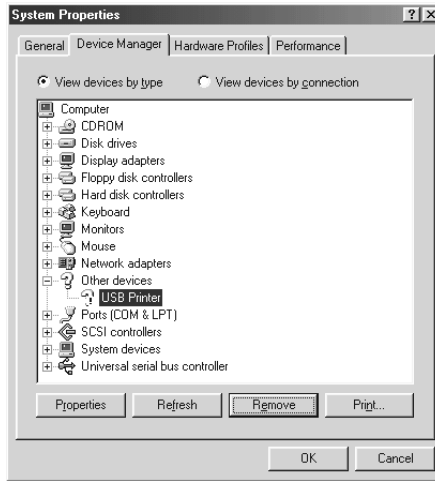 System Properties
General Device Manager Hardware Profiles Performance
View devices by type View devices by connection
Computer
CDROM
Disk drives
Display adapters
Floppy disk controllers
Hard disk controllers
Keyboard
Monitors
Mouse
Network adapters
Other devices
USB Printer
Ports (COM & LPT)
SCSI controllers
System devices
Universal serial bus controller
Properties Refresh Remove Print...
OK Cancel